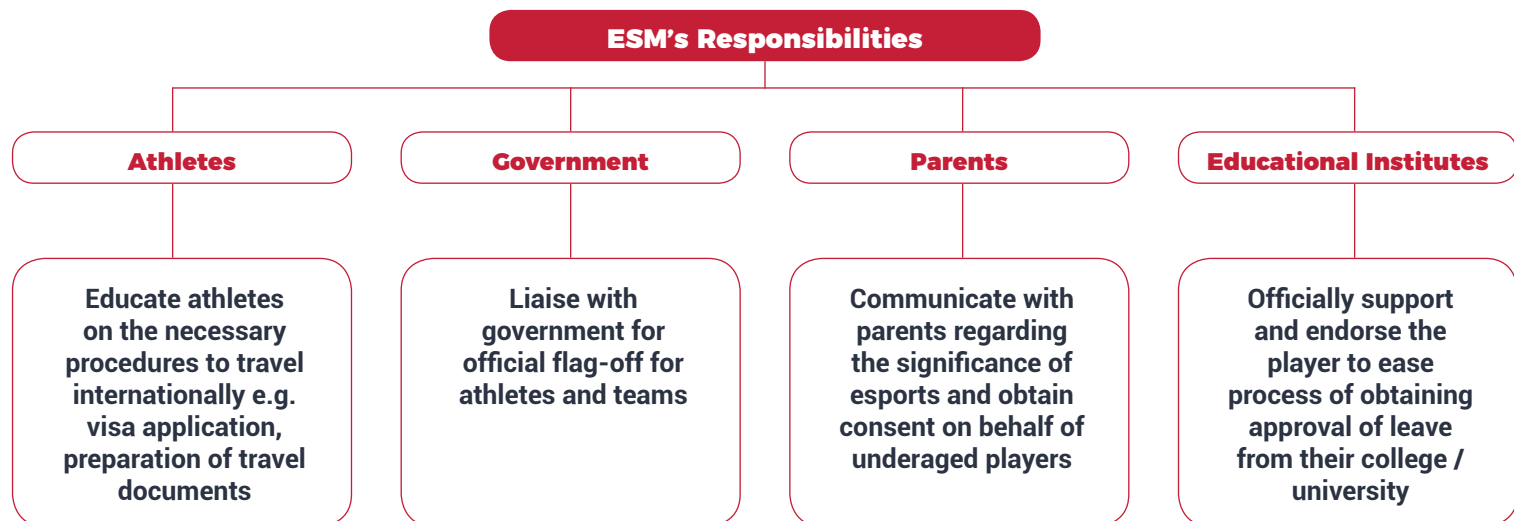 ESM’s Responsibilities
Athletes
Educate athletes
on the necessary
procedures to travel
internationally e.g.
visa application,
preparation of travel
documents
Government
Liaise with
government for
official flag-off for
athletes and teams
Parents
Communicate with
parents regarding
the significance of
esports and obtain
consent on behalf of
underaged players
Educational Institutes
Officially support
and endorse the
player to ease
process of obtaining
approval of leave
from their college /
university